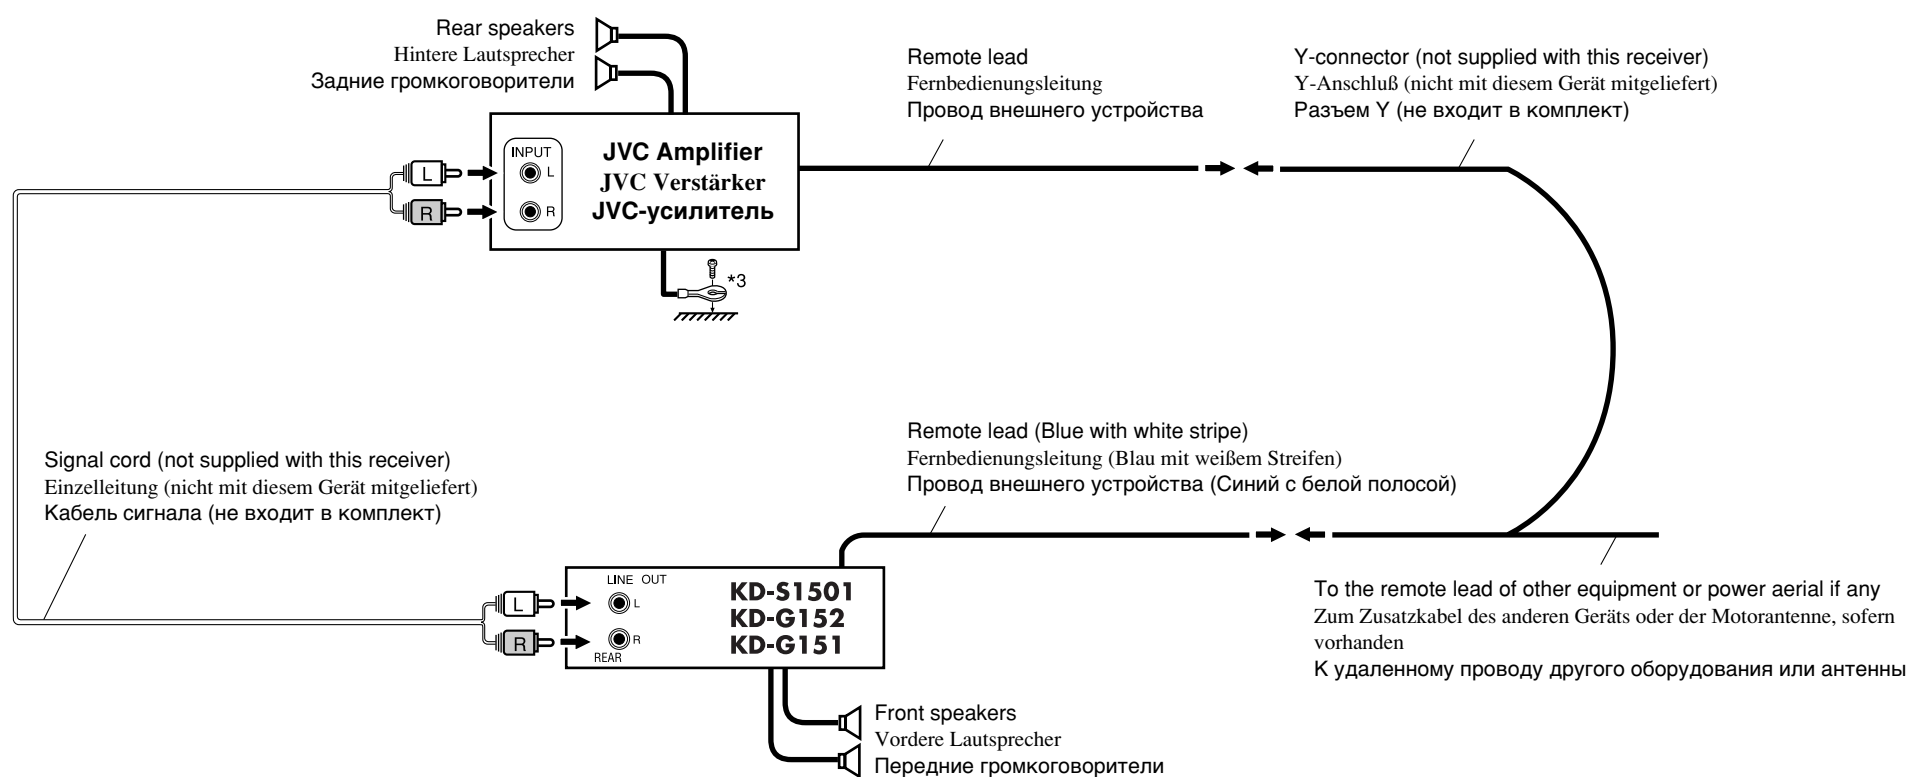 Rear speakers
Hintere Lautsprecher
Задние громкоговорители
Remote lead
Fernbedienungsleitung
Провод внешнего устройства
Y-connector (not supplied with this receiver)
Y-Anschluß (nicht mit diesem Gerät mitgeliefert)
Разъем Y (не входит в комплект)
INPUT
L
R
L
R
JVC Amplifier
JVC Verstärker
JVC-усилитель
*3
Signal cord (not supplied with this receiver)
Einzelleitung (nicht mit diesem Gerät mitgeliefert)
Кабель сигнала (не входит в комплект)
Remote lead (Blue with white stripe)
Fernbedienungsleitung (Blau mit weißem Streifen)
Провод внешнего устройства (Синий с белой полосой)
LINE OUT
L
R
L
R
REAR
KD-S1501
KD-G152
KD-G151
To the remote lead of other equipment or power aerial if any
Zum Zusatzkabel des anderen Geräts oder der Motorantenne, sofern
vorhanden
К удаленному проводу другого оборудования или антенны
Front speakers
Vordere Lautsprecher
Передние громкоговорители